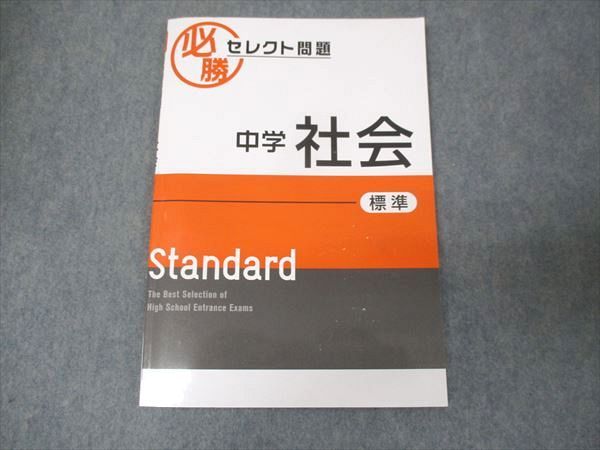 必勝
セレクト問題
中学 社会
標準
Standard
The Best Selection of
High School Entrance Exams